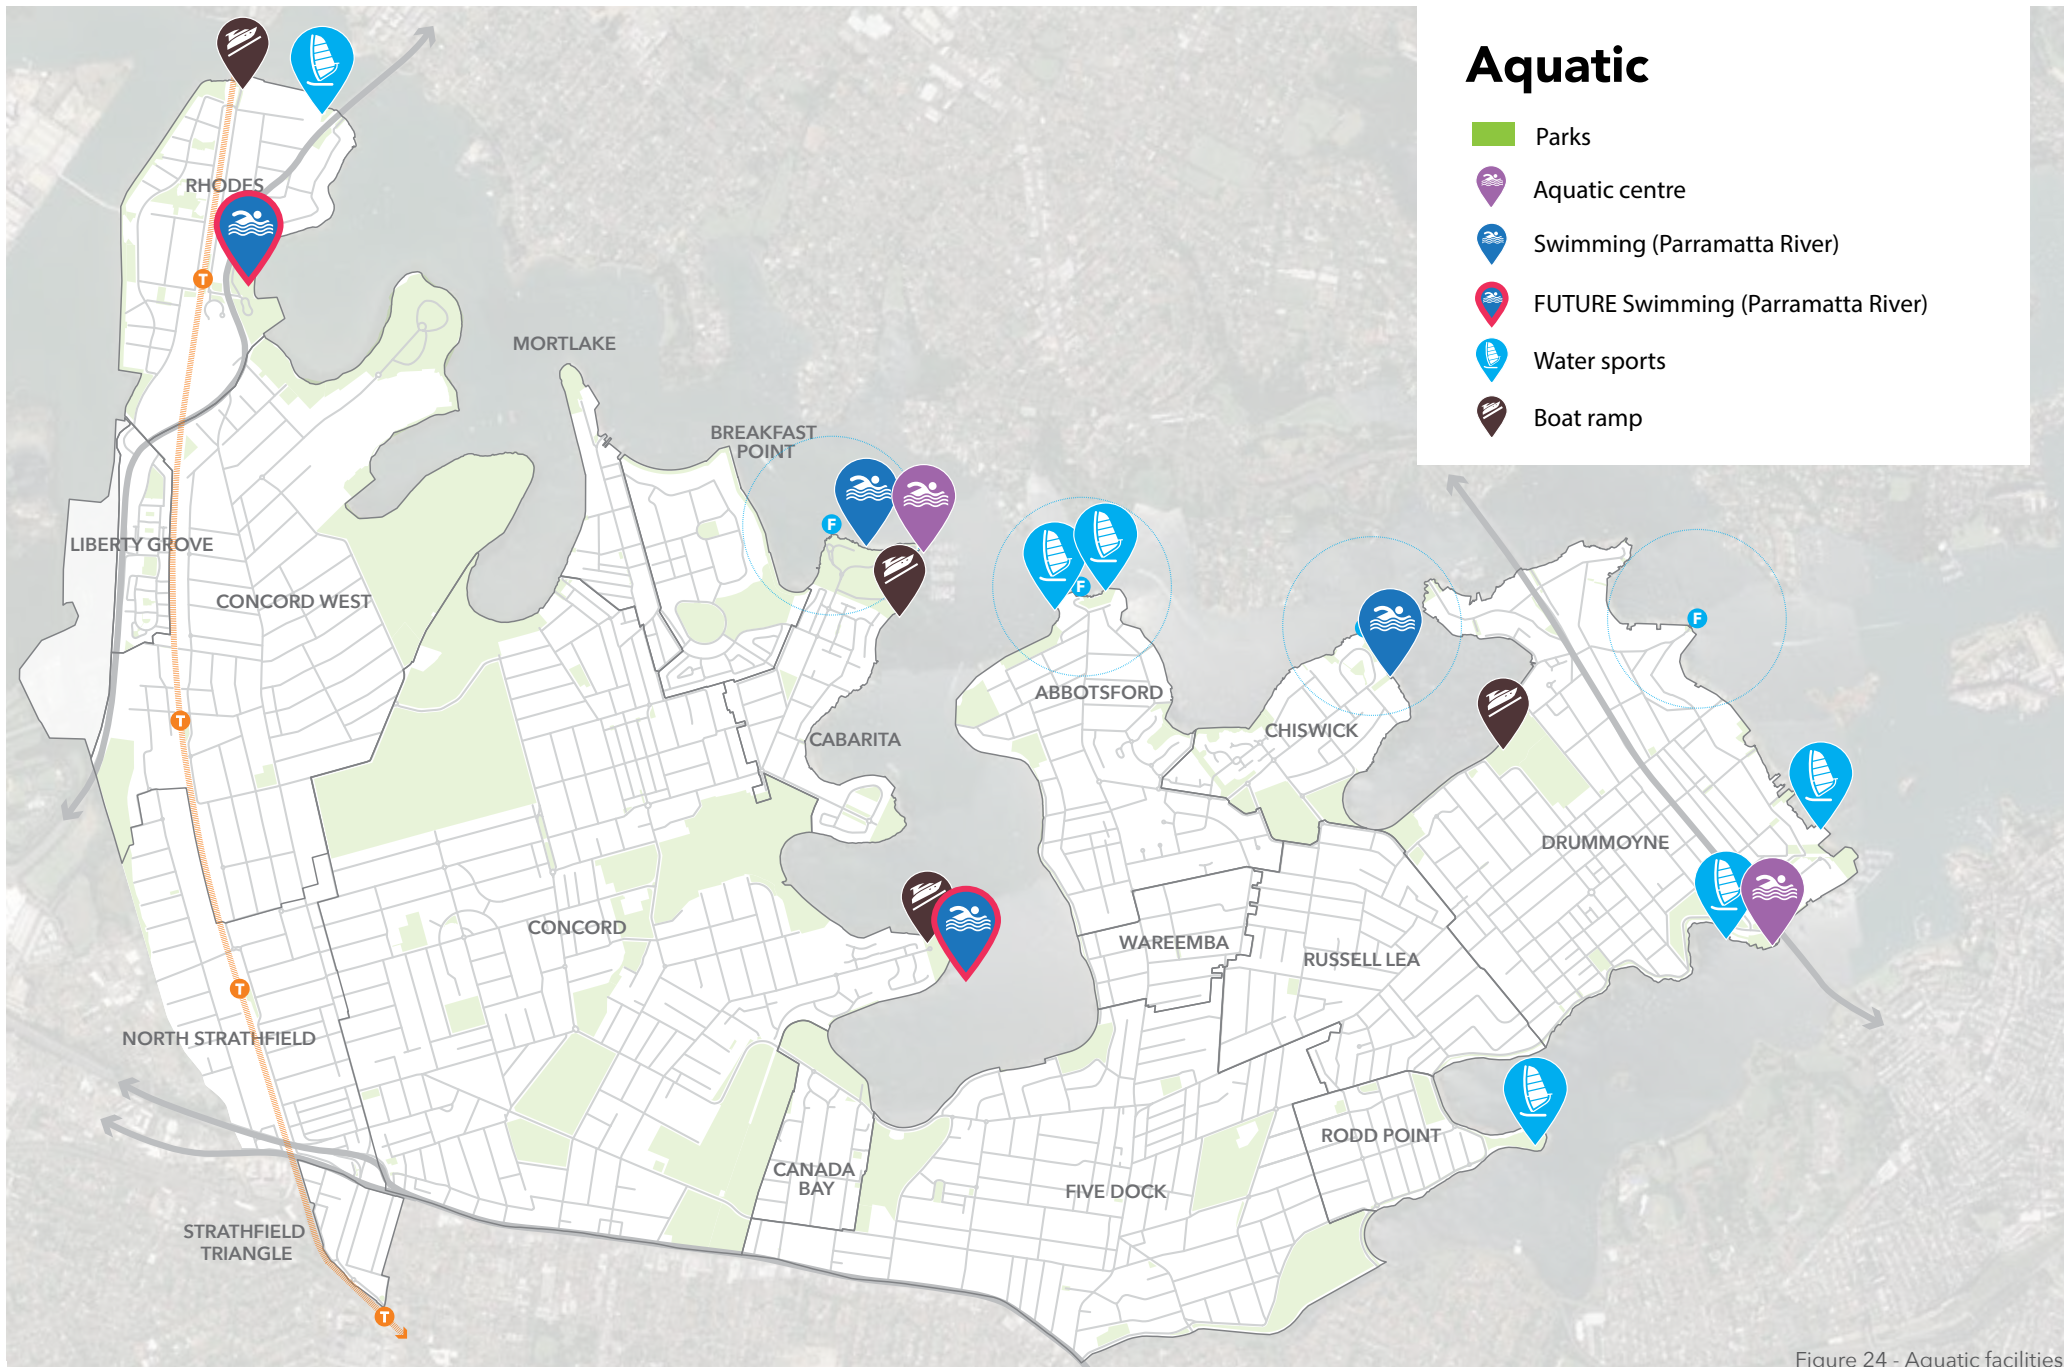 Aquatic
Parks
Aquatic centre
Swimming (Parramatta River)
FUTURE Swimming (Parramatta River)
Water sports
Boat ramp
RHODES
T
MORTLAKE
BREAKFAST
POINT
F
LIBERTY GROVE
CONCORD WEST
F
F
ABBOTSFORD
T
CHISWICK
CABARITA
DRUMMOYNE
CONCORD
WAREEMBA
RUSSELL LEA
T
NORTH STRATHFIELD
RODD POINT
CANADA
BAY
FIVE DOCK
STRATHFIELD
TRIANGLE
T
Figure 24 - Aquatic facilities